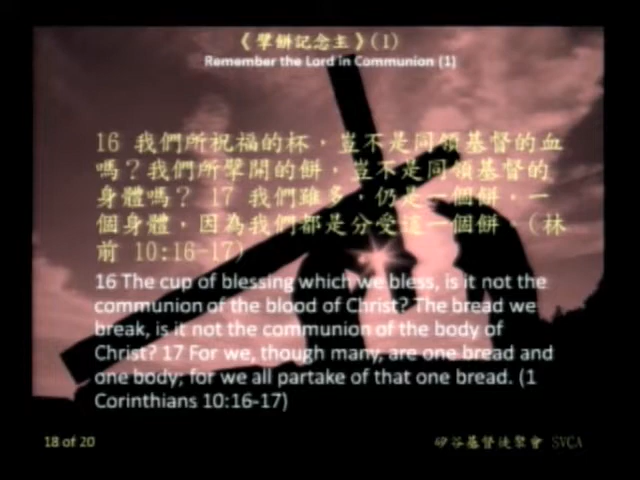 《擘餅記念主》(1)
Remember the Lord in Communion (1)
16 我們所祝福的杯，豈不是同領基督的血
嗎？我們所擘開的餅，豈不是同領基督的
身體嗎？ 17 我們雖多，仍是一個餅，一
個身體，因為我們都是分受這一個餅。(林
前 10:16-17)
16 The cup of blessing which we bless, is it not the
communion of the blood of Christ? The bread we
break, is it not the communion of the body of
Christ? 17 For we, though many, are one bread and
one body; for we all partake of that one bread. (1
Corinthians 10:16-17)
18 of 20
矽谷基督徒聚會 SVCA